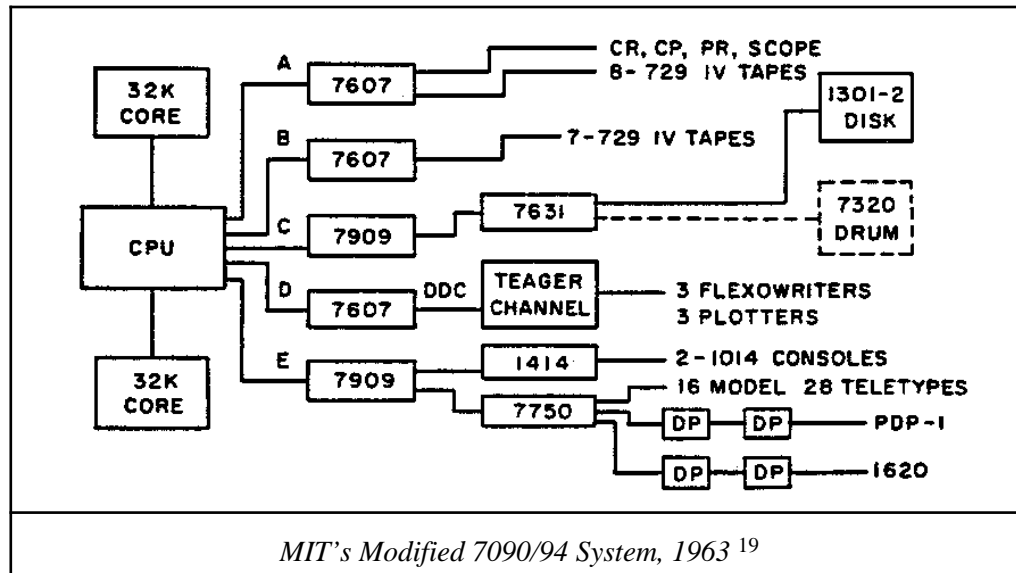 32K
CORE
CPU
32K
CORE
A
7607
CR, CP, PR, SCOPE
8-729 IV TAPES
B
7607
7-729 IV TAPES
C
7909
7631
1301-2
DISK
7320
DRUM
D
7607
DDC
TEAGER
CHANNEL
3 FLEXOWRITERS
3 PLOTTERS
E
7909
1414
2-1014 CONSOLES
7750
16 MODEL 28 TELETYPES
DP
DP
PDP-1
DP
DP
1620
MIT's Modified 7090/94 System, 1963 19